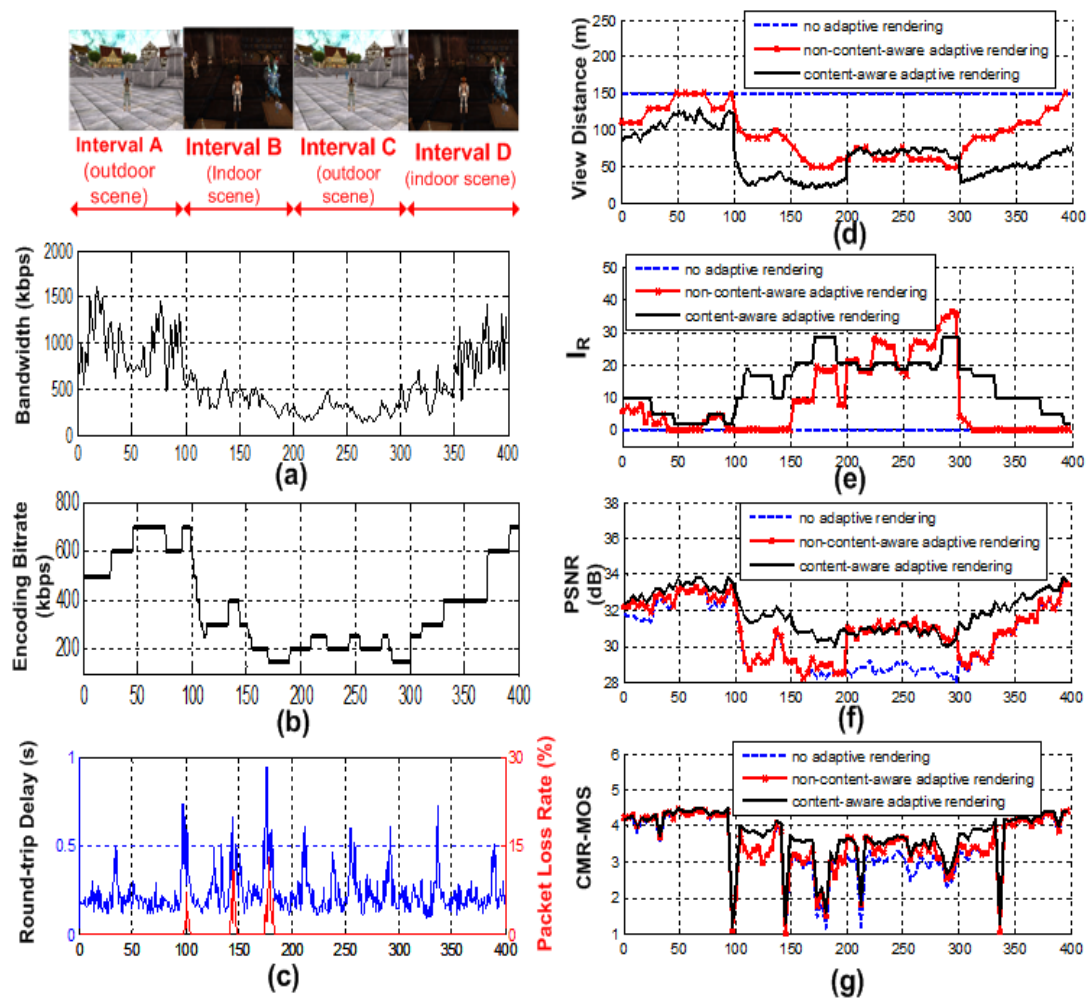 Interval A
(outdoor
scene)
Interval B
(Indoor
scene)
Interval C
(outdoor
scene)
Interval D
(indoor scene)
Bandwidth (kbps)
2000
1500
1000
500
0
0 50 100 150 200 250 300 350 400
(a)
Encoding Bitrate
(kbps)
800
600
400
200
0 50 100 150 200 250 300 350 400
(b)
Round-trip Delay (s)
1
0.5
0
Packet Loss Rate (%)
30
15
0
0 50 100 150 200 250 300 350 400
(c)
View Distance (m)
250
200
150
100
50
0
no adaptive rendering
non-content-aware adaptive rendering
content-aware adaptive rendering
0 50 100 150 200 250 300 350 400
(d)
IR
50
40
30
20
10
0
no adaptive rendering
non-content-aware adaptive rendering
content-aware adaptive rendering
0 50 100 150 200 250 300 350 400
(e)
PSNR
(dB)
38
36
34
32
30
28
no adaptive rendering
non-content-aware adaptive rendering
content-aware adaptive rendering
0 50 100 150 200 250 300 350 400
(f)
CMR-MOS
6
5
4
3
2
1
no adaptive rendering
non-content-aware adaptive rendering
content-aware adaptive rendering
0 50 100 150 200 250 300 350 400
(g)